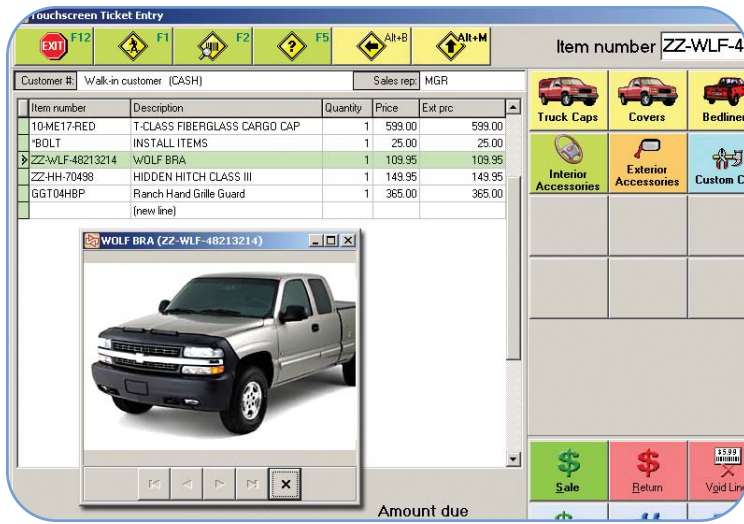 Touchscreen Ticket Entry
EXIT F12 F1 F2 ? F5 Alt+B Alt+M
Item number ZZ-WLF-4
Customer #: Walk-in customer (CASH) Sales rep: MGR
Item number Description Quantity Price Ext prc
10-ME17-RED T-CLASS FIBERGLASS CARGO CAP 1 599.00 599.00
*BOLT INSTALL ITEMS 1 25.00 25.00
ZZ-WLF-48213214 WOLF BRA 1 109.95 109.95
ZZ-HH-70498 HIDDEN HITCH CLASS III 1 149.95 149.95
GGT04HBP Ranch Hand Grille Guard 1 365.00 365.00
(new line)
Truck Caps Covers Bedliner
Interior Accessories Exterior Accessories Custom C
WOLF BRA (ZZ-WLF-48213214)
$ $ $5.99
Sale Return Void Line
Amount due